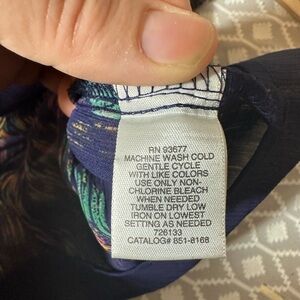 RN 93677
MACHINE WASH COLD
GENTLE CYCLE
WITH LIKE COLORS
USE ONLY NON-
CHLORINE BLEACH
WHEN NEEDED
TUMBLE DRY LOW
IRON ON LOWEST
SETTING AS NEEDED
726133
CATALOG# 851-8168